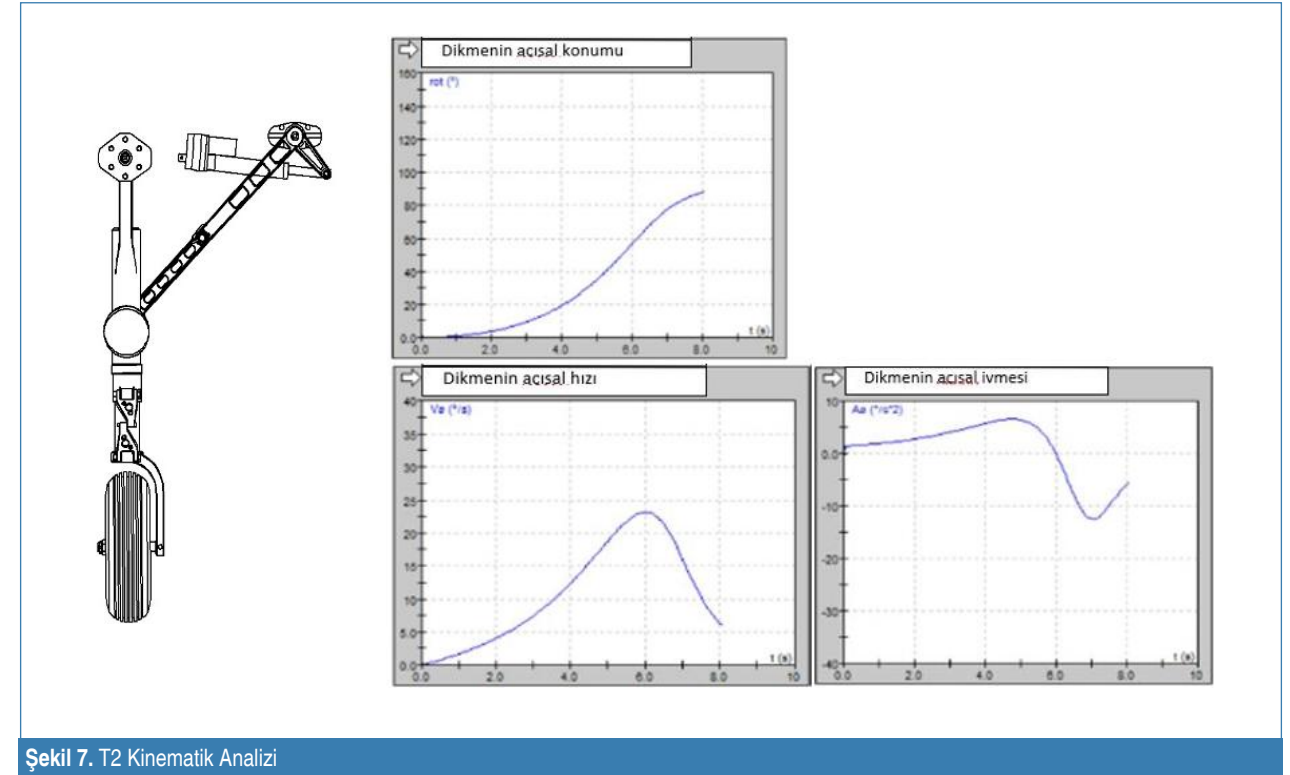 Dikmenin açısal konumu
rot (°)
160
140
120
100
80
60
40
20
0.0
0.0 2.0 4.0 6.0 8.0 10
t (s)
Dikmenin açısal hızı
Va (°/s)
40
35
30
25
20
15
10
5.0
0.0
0.0 2.0 4.0 6.0 8.0 10
t (s)
Dikmenin açısal ivmesi
Aa (°/s^2)
10
0.0
-10
-20
-30
-40
0.0 2.0 4.0 6.0 8.0 10
t (s)
Şekil 7. T2 Kinematik Analizi